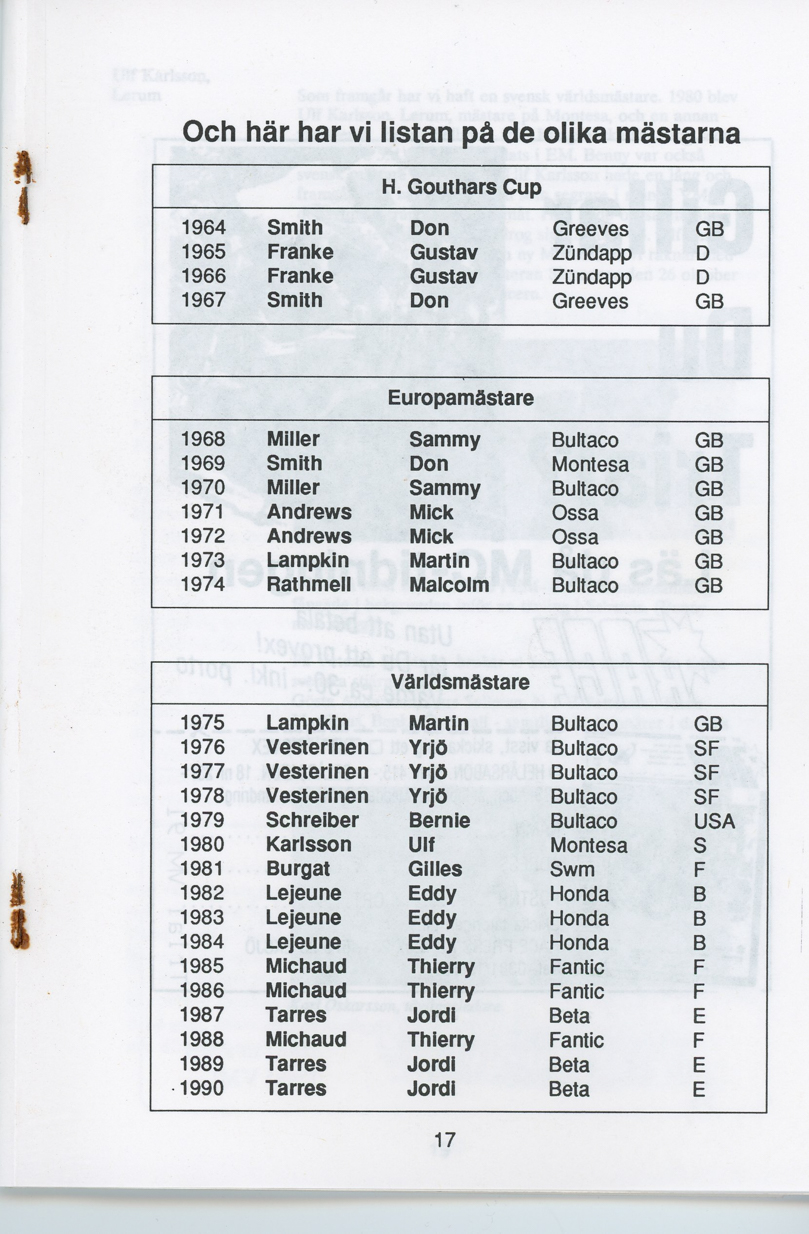 Och här har vi listan på de olika mästarna
H. Gouthars Cup
1964 Smith Don Greeves GB
1965 Franke Gustav Zündapp D
1966 Franke Gustav Zündapp D
1967 Smith Don Greeves GB
Europamästare
1968 Miller Sammy Bultaco GB
1969 Smith Don Montesa GB
1970 Miller Sammy Bultaco GB
1971 Andrews Mick Ossa GB
1972 Andrews Mick Ossa GB
1973 Lampkin Martin Bultaco GB
1974 Rathmell Malcolm Bultaco GB
Världsmästare
1975 Lampkin Martin Bultaco GB
1976 Vesterinen Yrjö Bultaco SF
1977 Vesterinen Yrjö Bultaco SF
1978 Vesterinen Yrjö Bultaco SF
1979 Schreiber Bernie Bultaco USA
1980 Karlsson Ulf Montesa S
1981 Burgat Gilles Swm F
1982 Lejeune Eddy Honda B
1983 Lejeune Eddy Honda B
1984 Lejeune Eddy Honda B
1985 Michaud Thierry Fantic F
1986 Michaud Thierry Fantic F
1987 Tarres Jordi Beta E
1988 Michaud Thierry Fantic F
1989 Tarres Jordi Beta E
1990 Tarres Jordi Beta E
17